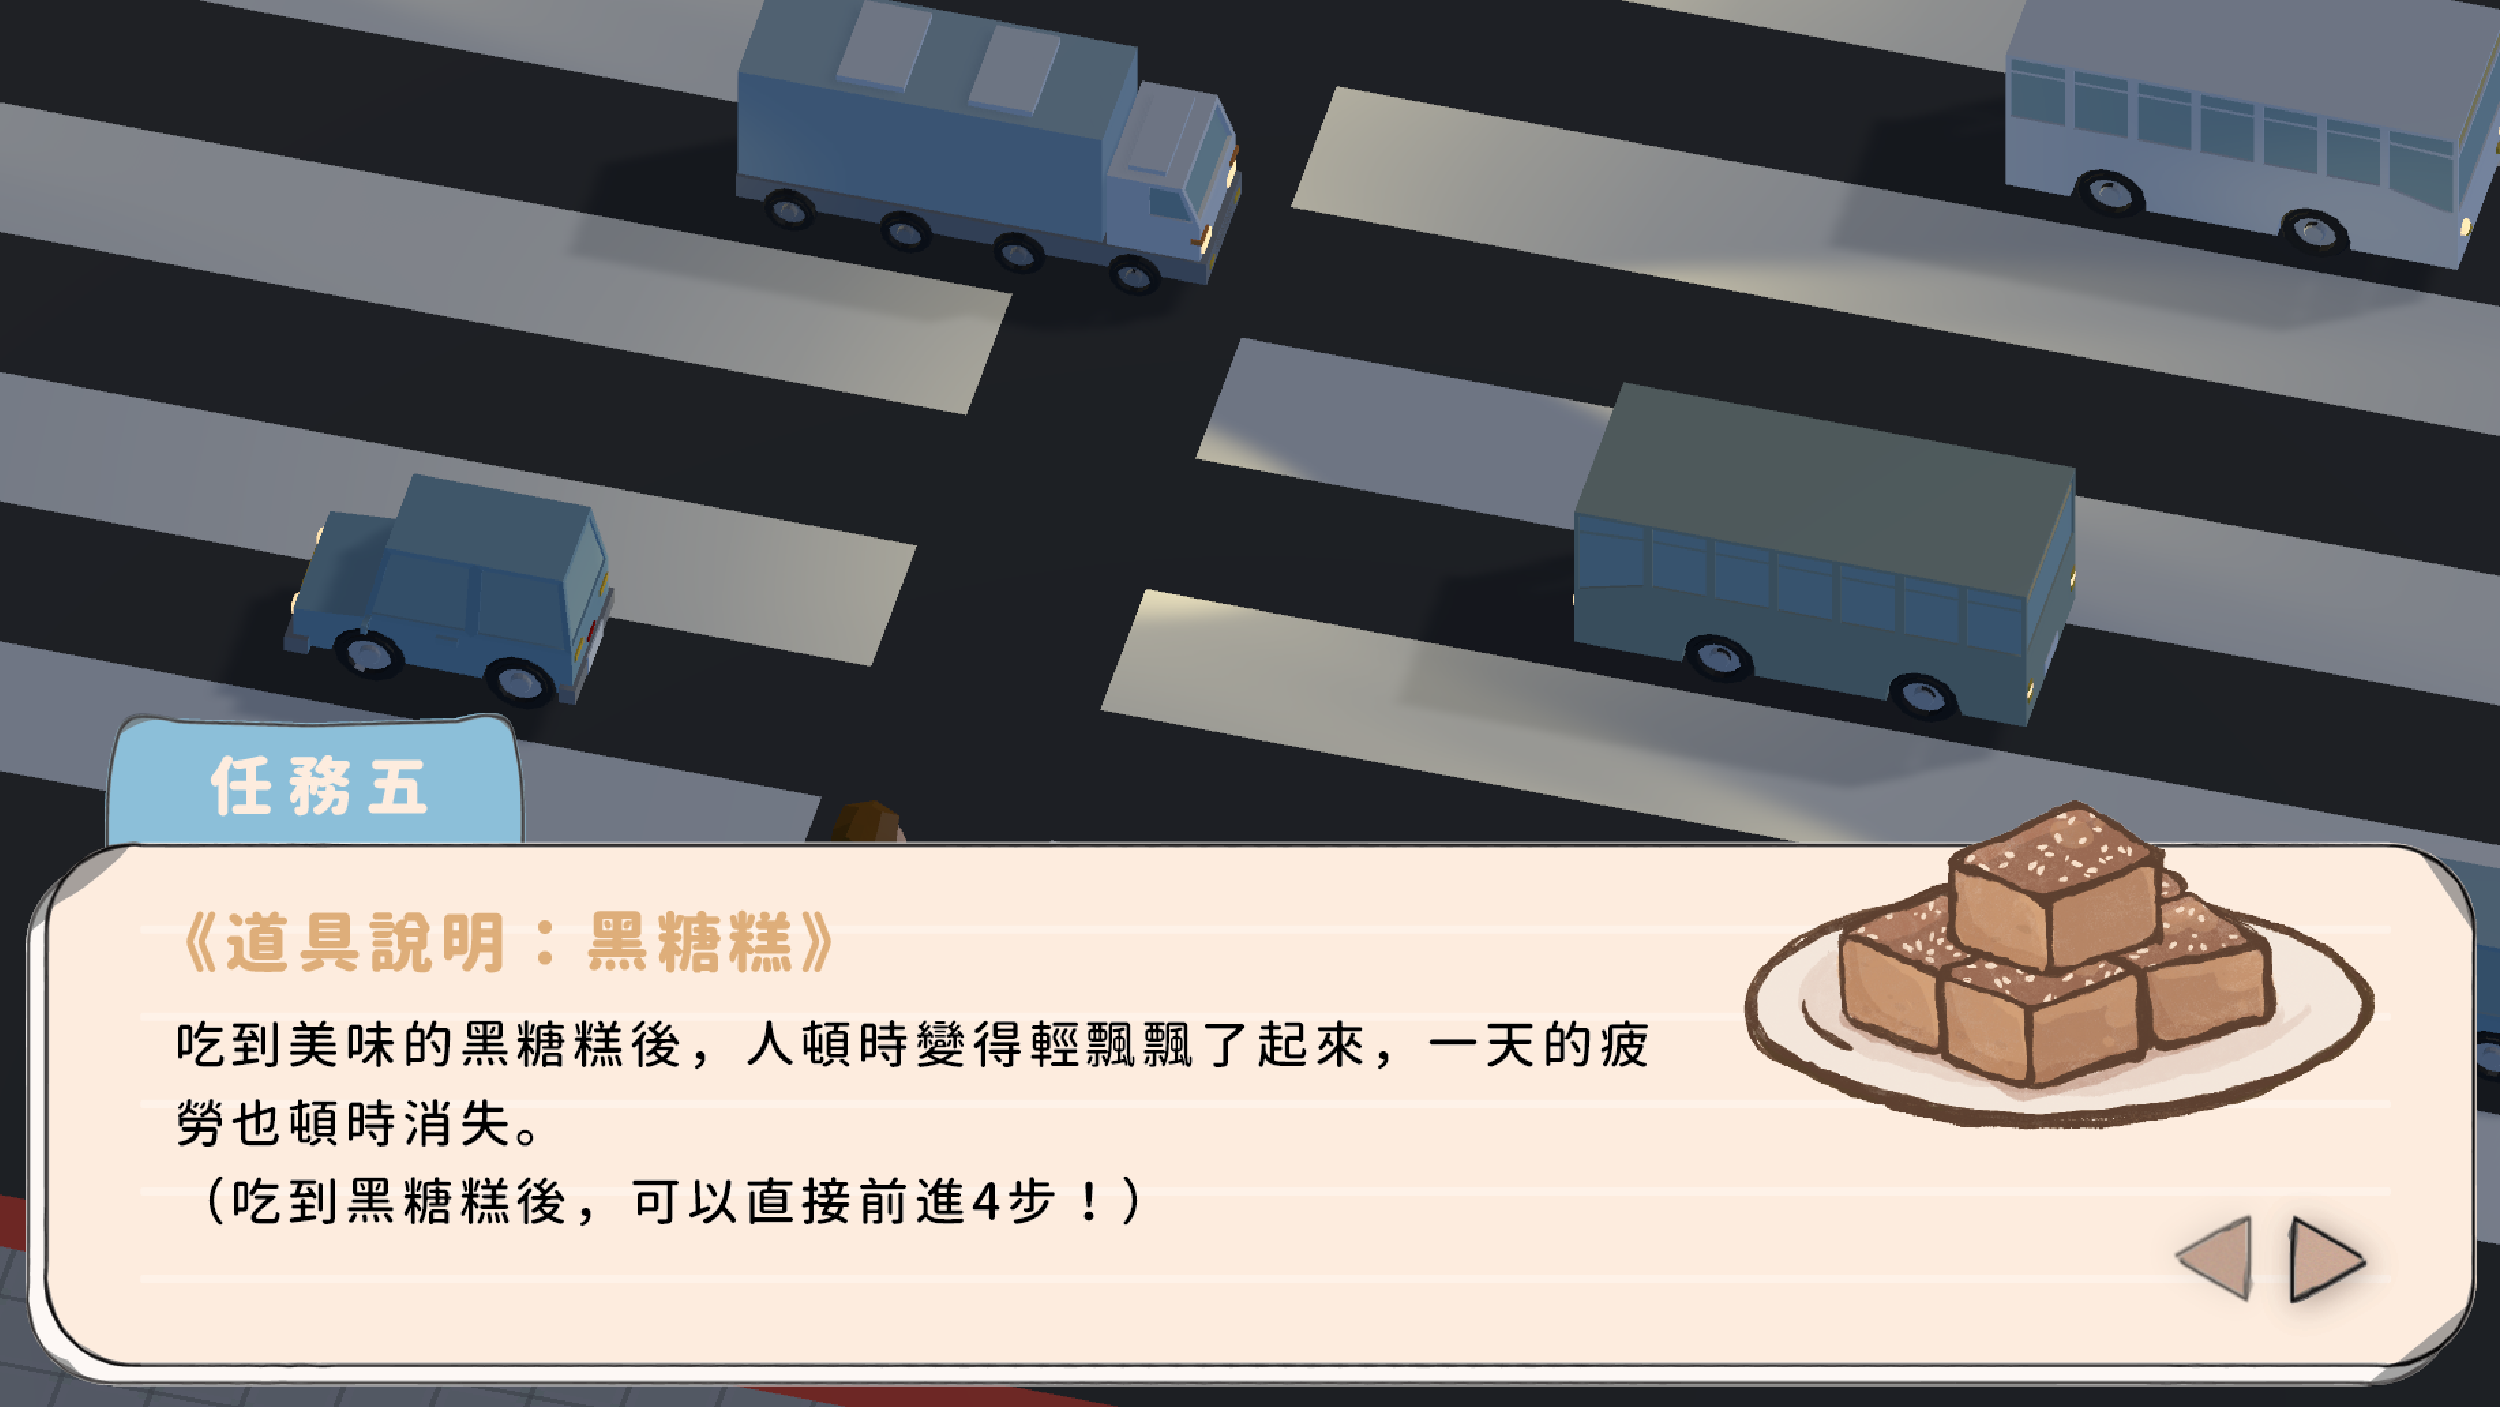 任務五
《道具說明：黑糖糕》
吃到美味的黑糖糕後，人頓時變得輕飄飄了起來，一天的疲
勞也頓時消失。
（吃到黑糖糕後，可以直接前進4步！）